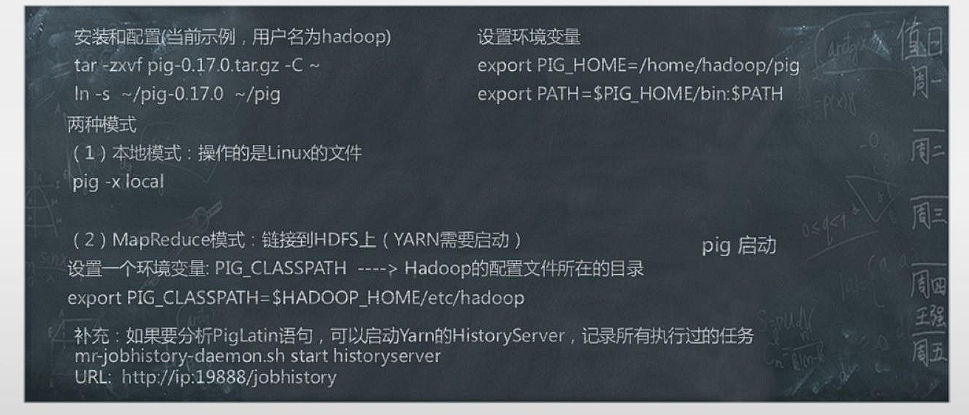 安装和配置(当前示例，用户名为hadoop)
tar -zxvf pig-0.17.0.tar.gz -C ~
ln -s ~/pig-0.17.0 ~/pig
设置环境变量
export PIG_HOME=/home/hadoop/pig
export PATH=$PIG_HOME/bin:$PATH
两种模式
（1）本地模式：操作的是Linux的文件
pig -x local
（2）MapReduce模式：链接到HDFS上（YARN需要启动）
pig 启动
设置一个环境变量: PIG_CLASSPATH ----> Hadoop的配置文件所在的目录
export PIG_CLASSPATH=$HADOOP_HOME/etc/hadoop
补充：如果要分析PigLatin语句，可以启动Yarn的HistoryServer，记录所有执行过的任务
mr-jobhistory-daemon.sh start historyserver
URL: http://ip:19888/jobhistory
值日
周一
周二
周三
周四
王强
周五